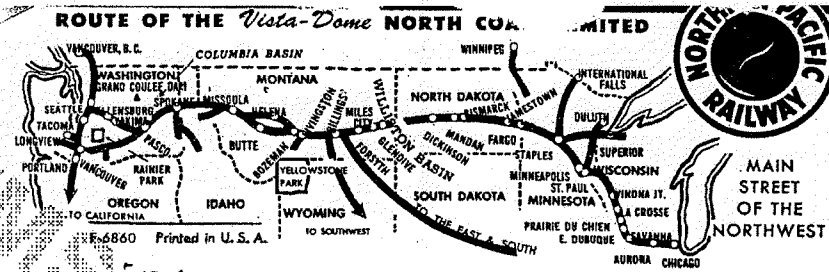 ROUTE OF THE Vista-Dome NORTH COA MITED
NORTHERN PACIFIC
RAILWAY
VANCOUVER, B. C.
COLUMBIA BASIN
WINNIPEG
WASHINGTON
GRAND COULEE DAM
MONTANA
INTERNATIONAL
FALLS
SEATTLE
ELLENSBURG
YAKIMA
SPOKANE
MISSOULA
HELENA
LIVINGSTON
BILLINGS
MILES
CITY
WILLISTON BASIN
NORTH DAKOTA
BISMARCK
JAMESTOWN
DULUTH
TACOMA
LONGVIEW
PASCO
BUTTE
BOZEMAN
FORSYTH
GLENDIVE
DICKINSON
MANDAN
FARGO
STAPLES
SUPERIOR
PORTLAND
VANCOUVER
RAINIER
PARK
YELLOWSTONE
PARK
MINNEAPOLIS
ST. PAUL
WISCONSIN
MAIN
STREET
OF THE
NORTHWEST
OREGON
IDAHO
WYOMING
SOUTH DAKOTA
MINNESOTA
WINONA JT.
LA CROSSE
TO CALIFORNIA
TO SOUTHWEST
TO THE EAST & SOUTH
PRAIRIE DU CHIEN
E. DUBUQUE
SAVANNA
AURORA
CHICAGO
F-6860 Printed in U. S. A.